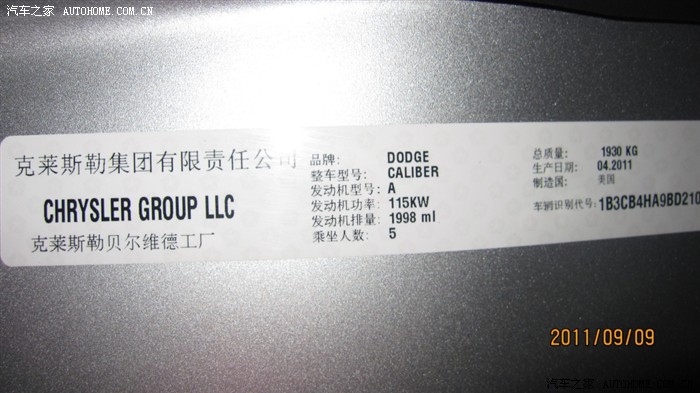 汽车之家 AUTOHOME.COM.CN
克莱斯勒集团有限责任公司
CHRYSLER GROUP LLC
克莱斯勒贝尔维德工厂
品牌: DODGE
整车型号: CALIBER
发动机型号: A
发动机功率: 115KW
发动机排量: 1998 ml
乘坐人数: 5
总质量: 1930 KG
生产日期: 04.2011
制造国: 美国
车辆识别代号: 1B3CB4HA9BD210
2011/09/09
汽车之家 AUTOHOME.COM.CN